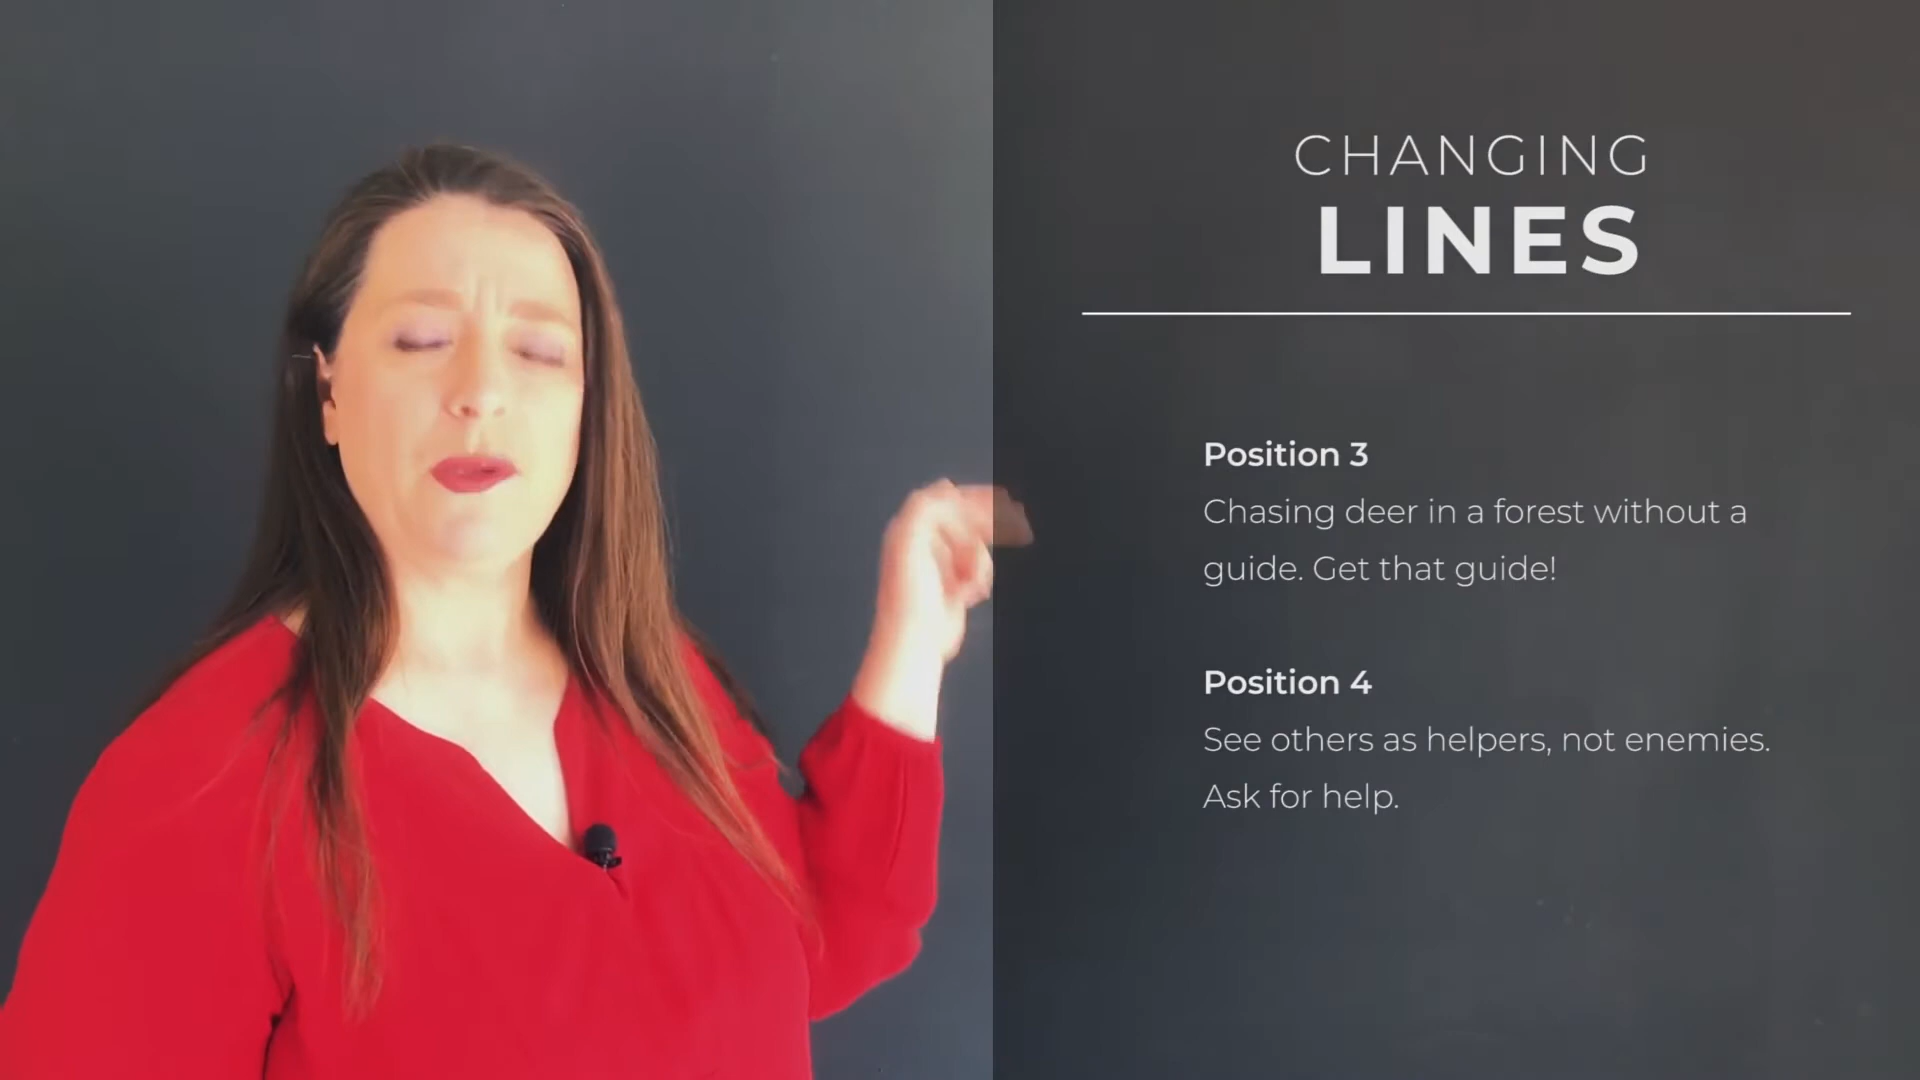 CHANGING
LINES
Position 3
Chasing deer in a forest without a
guide. Get that guide!
Position 4
See others as helpers, not enemies.
Ask for help.